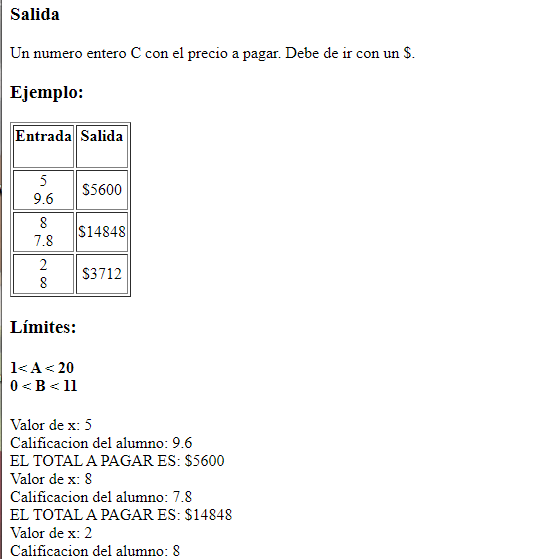 Salida
Un numero entero C con el precio a pagar. Debe de ir con un $.
Ejemplo:
Entrada Salida
5
9.6 $5600
8
7.8 $14848
2
8 $3712
Límites:
1< A < 20
0 < B < 11
Valor de x: 5
Calificacion del alumno: 9.6
EL TOTAL A PAGAR ES: $5600
Valor de x: 8
Calificacion del alumno: 7.8
EL TOTAL A PAGAR ES: $14848
Valor de x: 2
Calificacion del alumno: 8